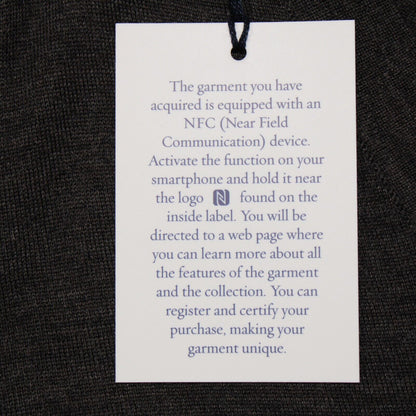 The garment you have
acquired is equipped with an
NFC (Near Field
Communication) device.
Activate the function on your
smartphone and hold it near
the logo N found on the
inside label. You will be
directed to a web page where
you can learn more about all
the features of the garment
and the collection. You can
register and certify your
purchase, making your
garment unique.